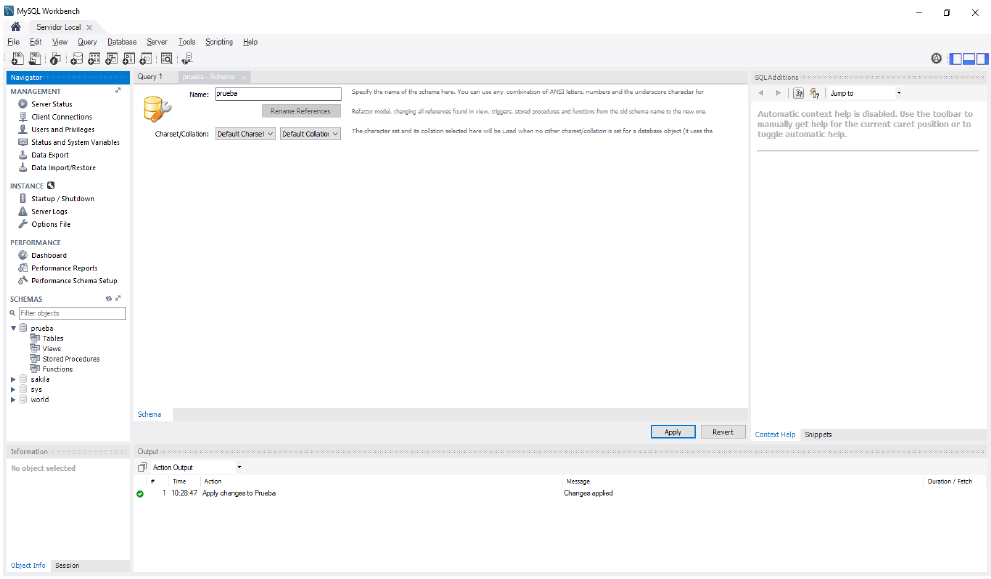 MySQL Workbench
Servidor Local
File Edit View Query Database Server Tools Scripting Help
Navigator
MANAGEMENT
Server Status
Client Connections
Users and Privileges
Status and System Variables
Data Export
Data Import/Restore
INSTANCE
Startup / Shutdown
Server Logs
Options File
PERFORMANCE
Dashboard
Performance Reports
Performance Schema Setup
SCHEMAS
Filter objects
prueba
Tables
Views
Stored Procedures
Functions
sakila
sys
world
Query 1
prueba - Schema
Name: prueba
Specify the name of the schema here. You can use any combination of ANSI letters, numbers and the underscore character for
Rename References
Refactor model, changing all references found in view, triggers, stored procedures and functions from the old schema name to the new one.
Charset/Collation: Default Charset Default Collation
The character set and its collation selected here will be used when no other charset/collation is set for a database object (it uses the
Schema
Apply Revert
SQLAdditions
Jump to
Automatic context help is disabled. Use the toolbar to
manually get help for the current caret position or to
toggle automatic help.
Context Help Snippets
Information
No object selected
Object Info Session
Output
Action Output
# Time Action Message Duration / Fetch
1 10:28:47 Apply changes to Prueba Changes applied